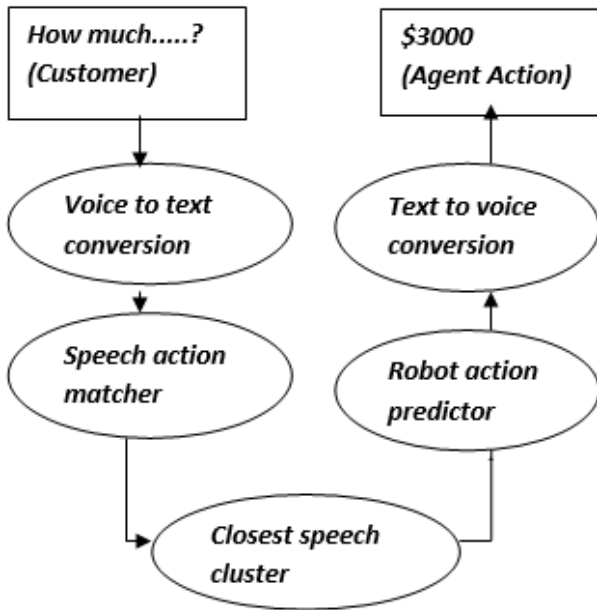 How much.....?
(Customer)
$3000
(Agent Action)
Voice to text
conversion
Text to voice
conversion
Speech action
matcher
Robot action
predictor
Closest speech
cluster